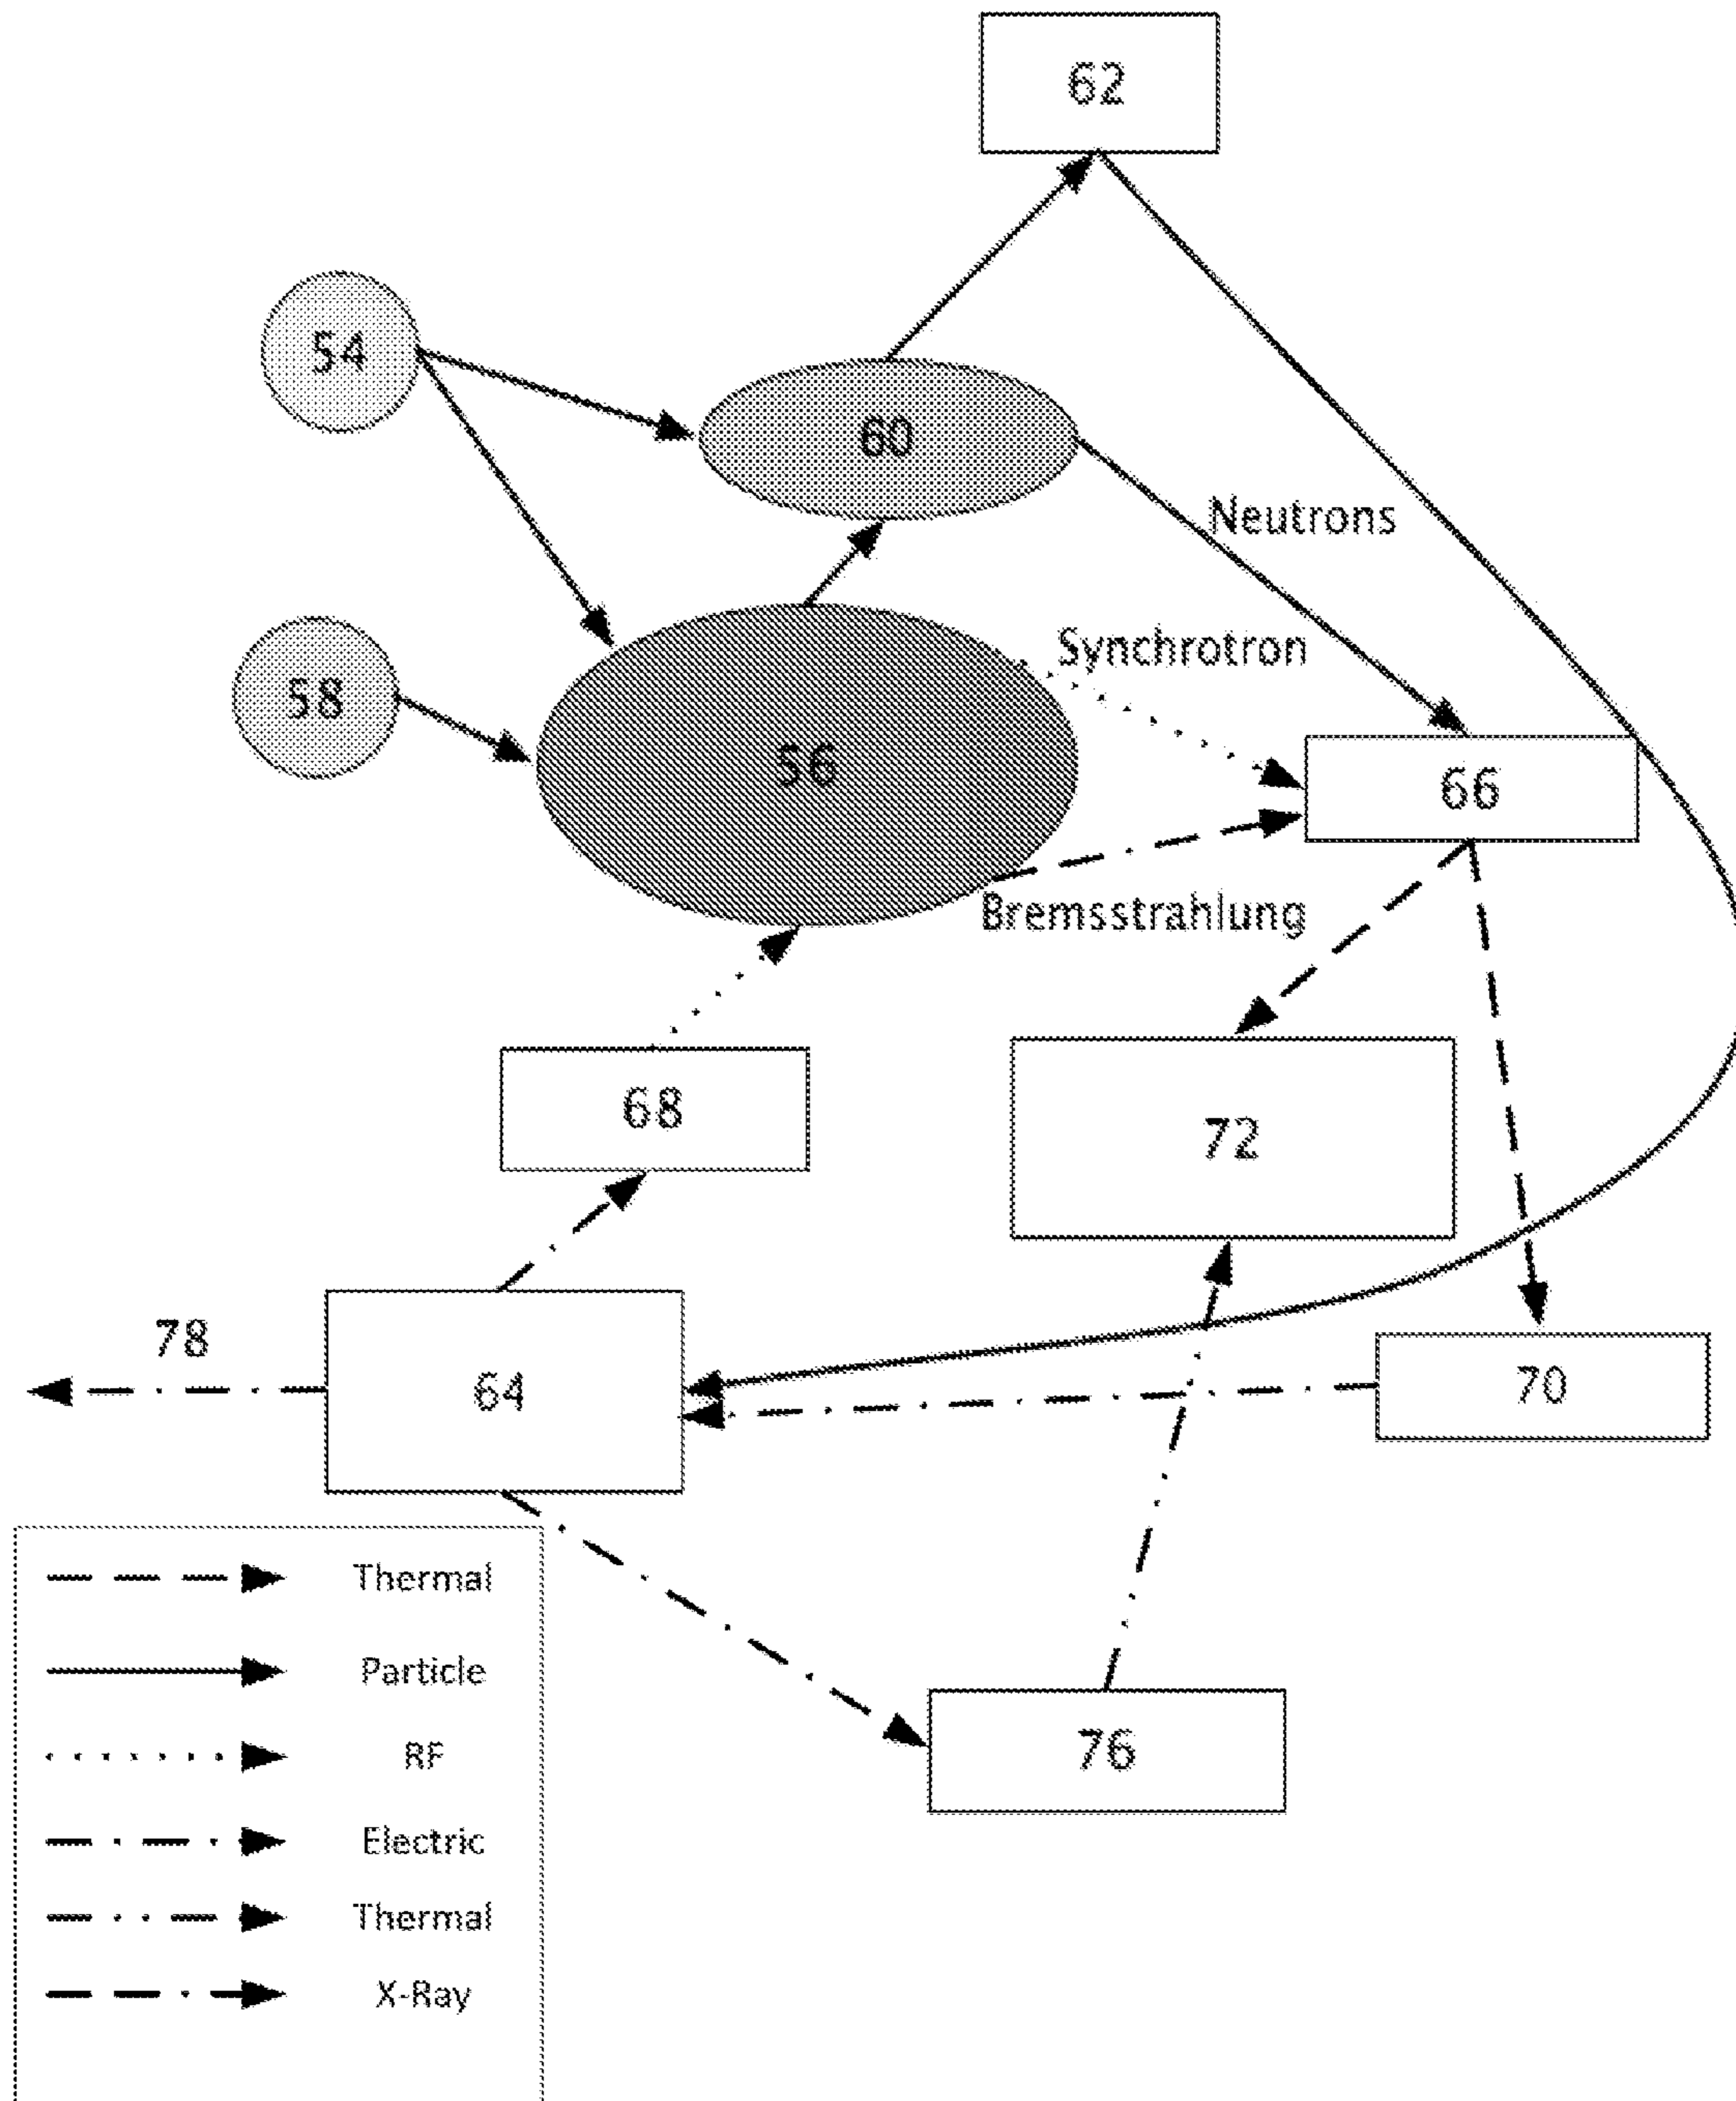 62
54
60
Neutrons
Synchrotron
58
56
66
Bremsstrahlung
68
72
78
64
70
Thermal
Particle
RF
76
Electric
Thermal
X-Ray